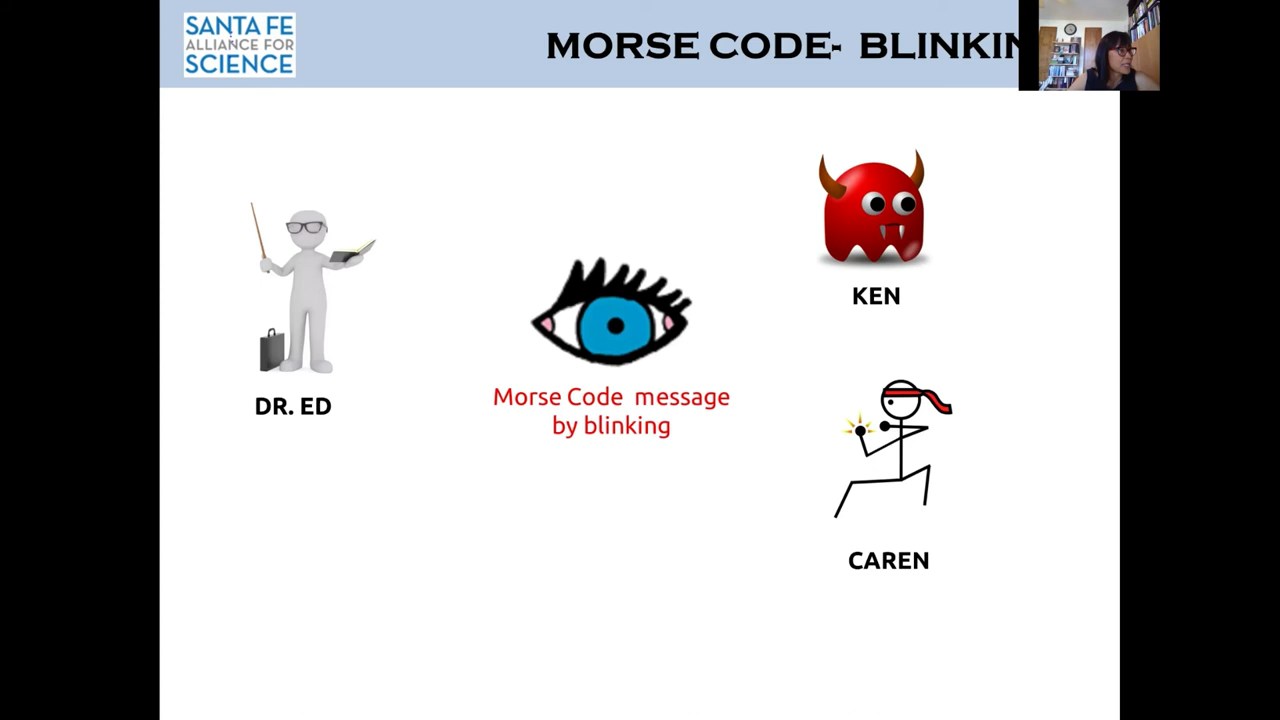 SANTA FE
ALLIANCE FOR
SCIENCE
MORSE CODE- BLINKIN
KEN
DR. ED
Morse Code message
by blinking
CAREN